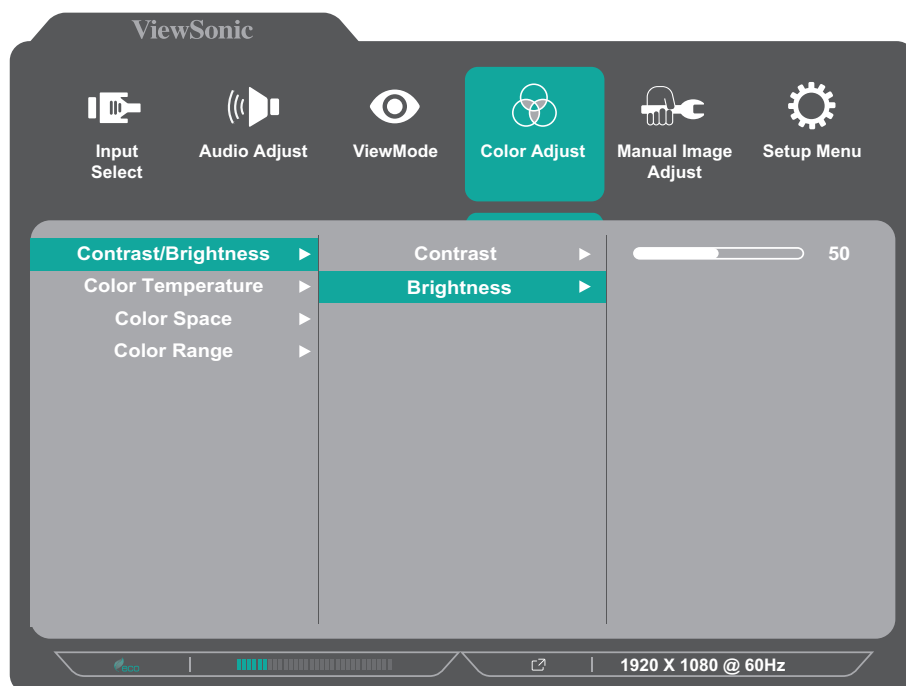 ViewSonic
Input Select
Audio Adjust
ViewMode
Color Adjust
Manual Image Adjust
Setup Menu
Contrast/Brightness
Contrast
50
Color Temperature
Brightness
Color Space
Color Range
eco
1920 X 1080 @ 60Hz